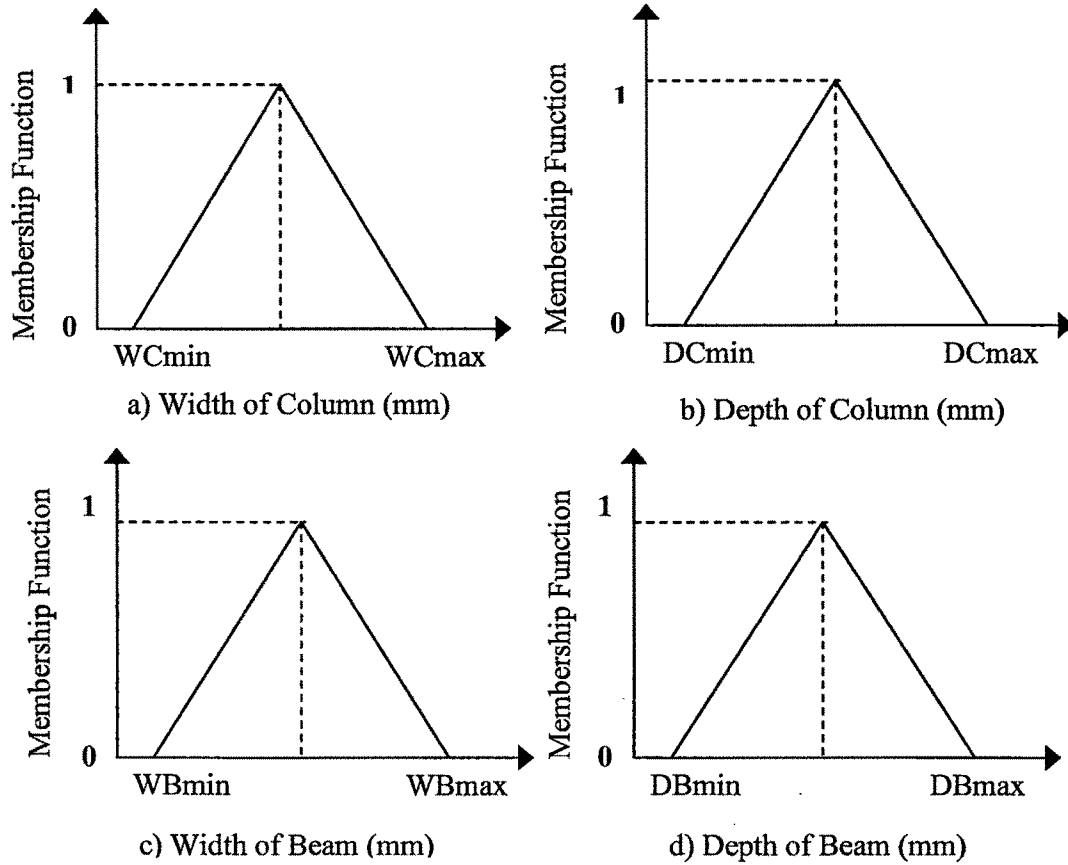 Membership Function
1
0
WCmin
WCmax
a) Width of Column (mm)
Membership Function
1
0
DCmin
DCmax
b) Depth of Column (mm)
Membership Function
1
0
WBmin
WBmax
c) Width of Beam (mm)
Membership Function
1
0
DBmin
DBmax
d) Depth of Beam (mm)